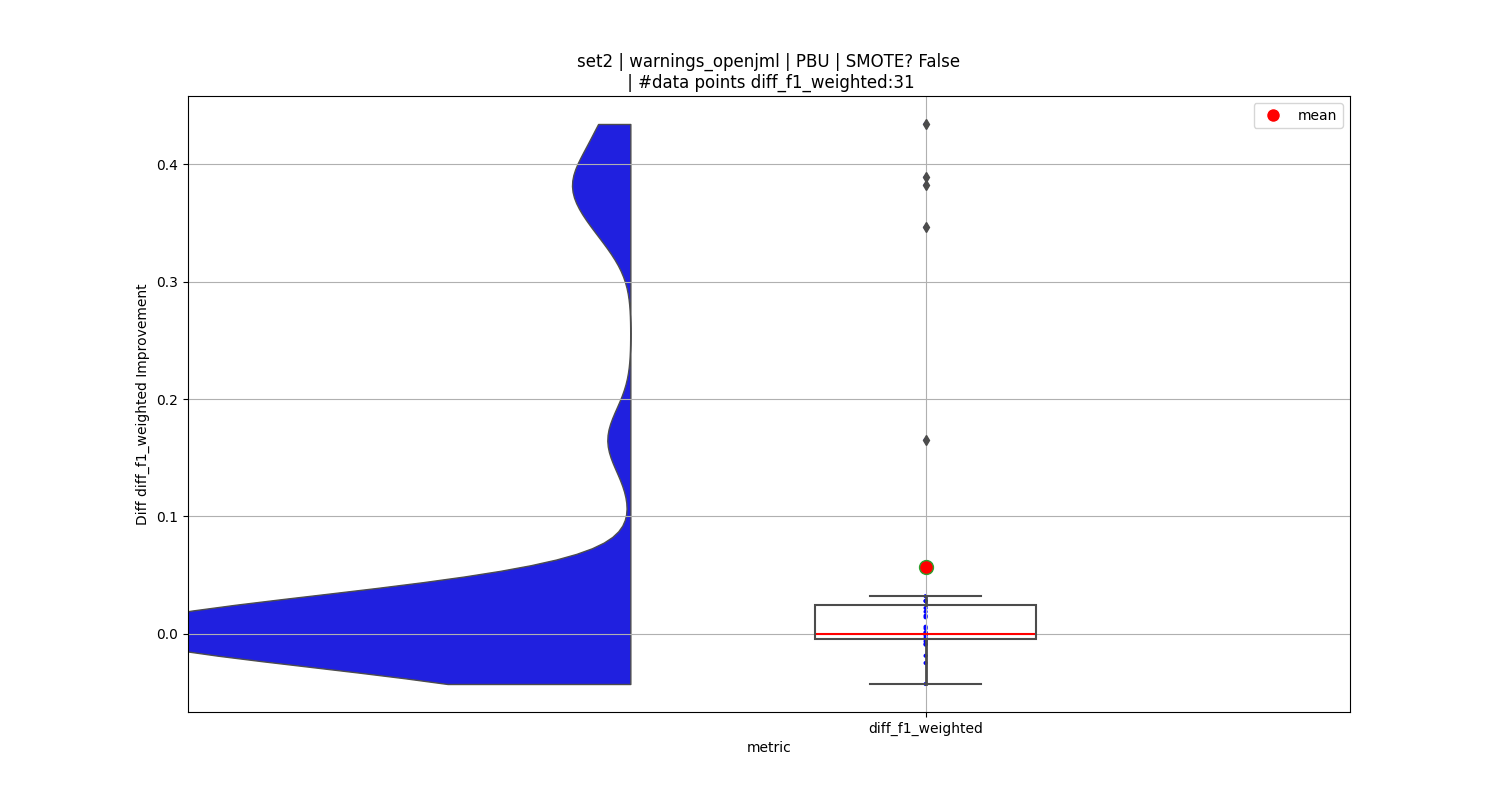 set2 | warnings_openjml | PBU | SMOTE? False
| #data points diff_f1_weighted:31
mean
Diff diff_f1_weighted Improvement
0.4
0.3
0.2
0.1
0.0
diff_f1_weighted
metric